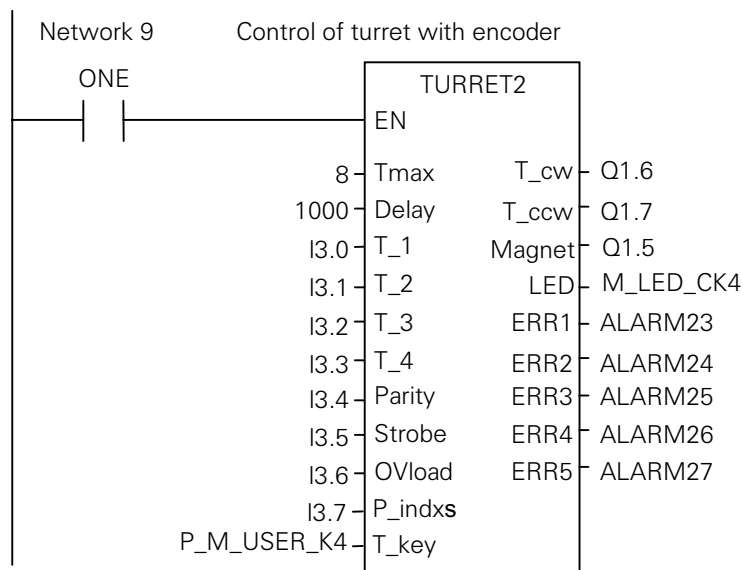 Network 9 Control of turret with encoder
ONE
TURRET2
EN
8 Tmax T_cw Q1.6
1000 Delay T_ccw Q1.7
I3.0 T_1 Magnet Q1.5
I3.1 T_2 LED M_LED_CK4
I3.2 T_3 ERR1 ALARM23
I3.3 T_4 ERR2 ALARM24
I3.4 Parity ERR3 ALARM25
I3.5 Strobe ERR4 ALARM26
I3.6 OVload ERR5 ALARM27
I3.7 P_indxs
P_M_USER_K4 T_key